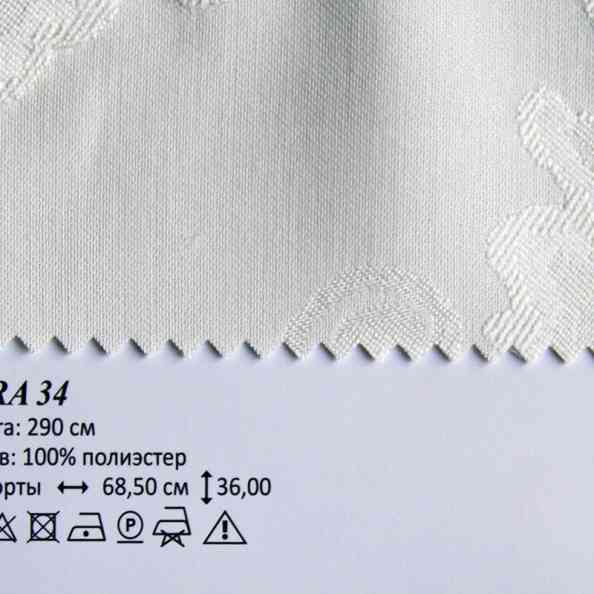 RA 34
та: 290 см
в: 100% полиэстер
орты ↔ 68,50 см ↕36,00
P